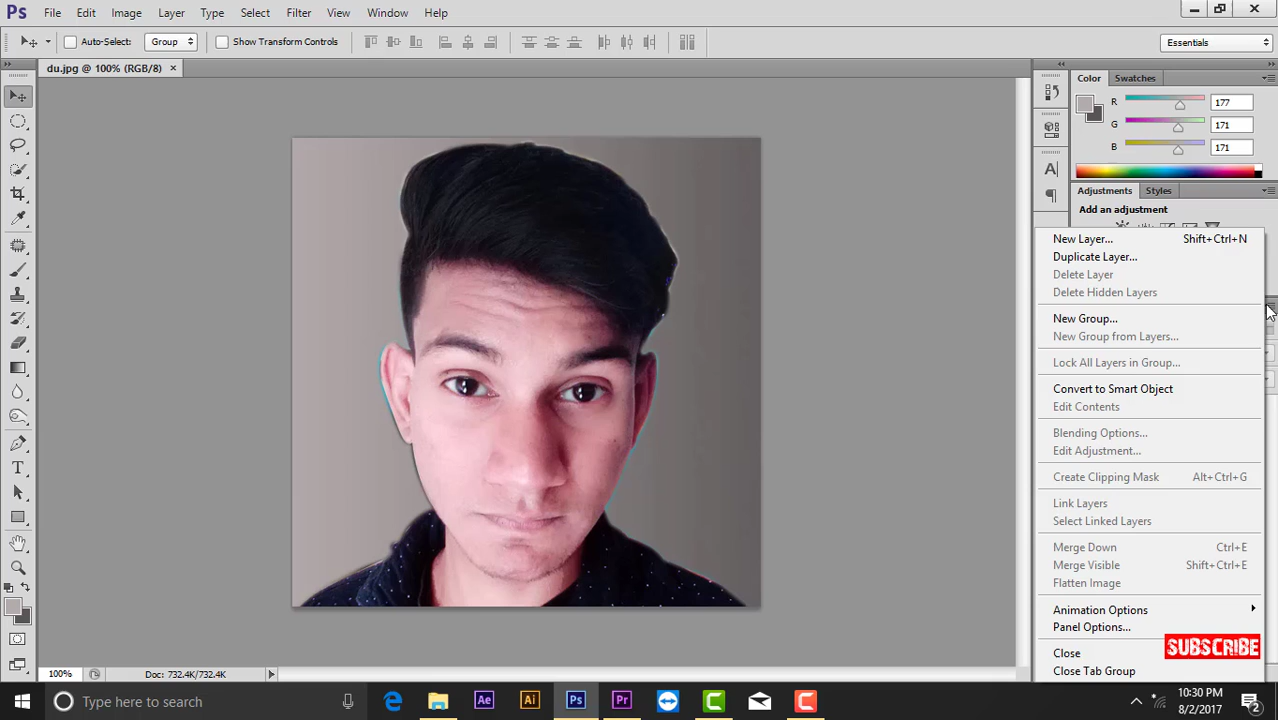 Ps File Edit Image Layer Type Select Filter View Window Help
Auto-Select: Group Show Transform Controls Essentials
du.jpg @ 100% (RGB/8) ×
Color Swatches
R 177
G 171
B 171
Adjustments Styles
Add an adjustment
New Layer... Shift+Ctrl+N
Duplicate Layer...
Delete Layer
Delete Hidden Layers
New Group...
New Group from Layers...
Lock All Layers in Group...
Convert to Smart Object
Edit Contents
Blending Options...
Edit Adjustment...
Create Clipping Mask Alt+Ctrl+G
Link Layers
Select Linked Layers
Merge Down Ctrl+E
Merge Visible Shift+Ctrl+E
Flatten Image
Animation Options
Panel Options...
SUBSCRIBE
Close
Close Tab Group
100% Doc: 732.4K/732.4K
Type here to search
Ae Ai Ps Pr
10:30 PM
8/2/2017
2